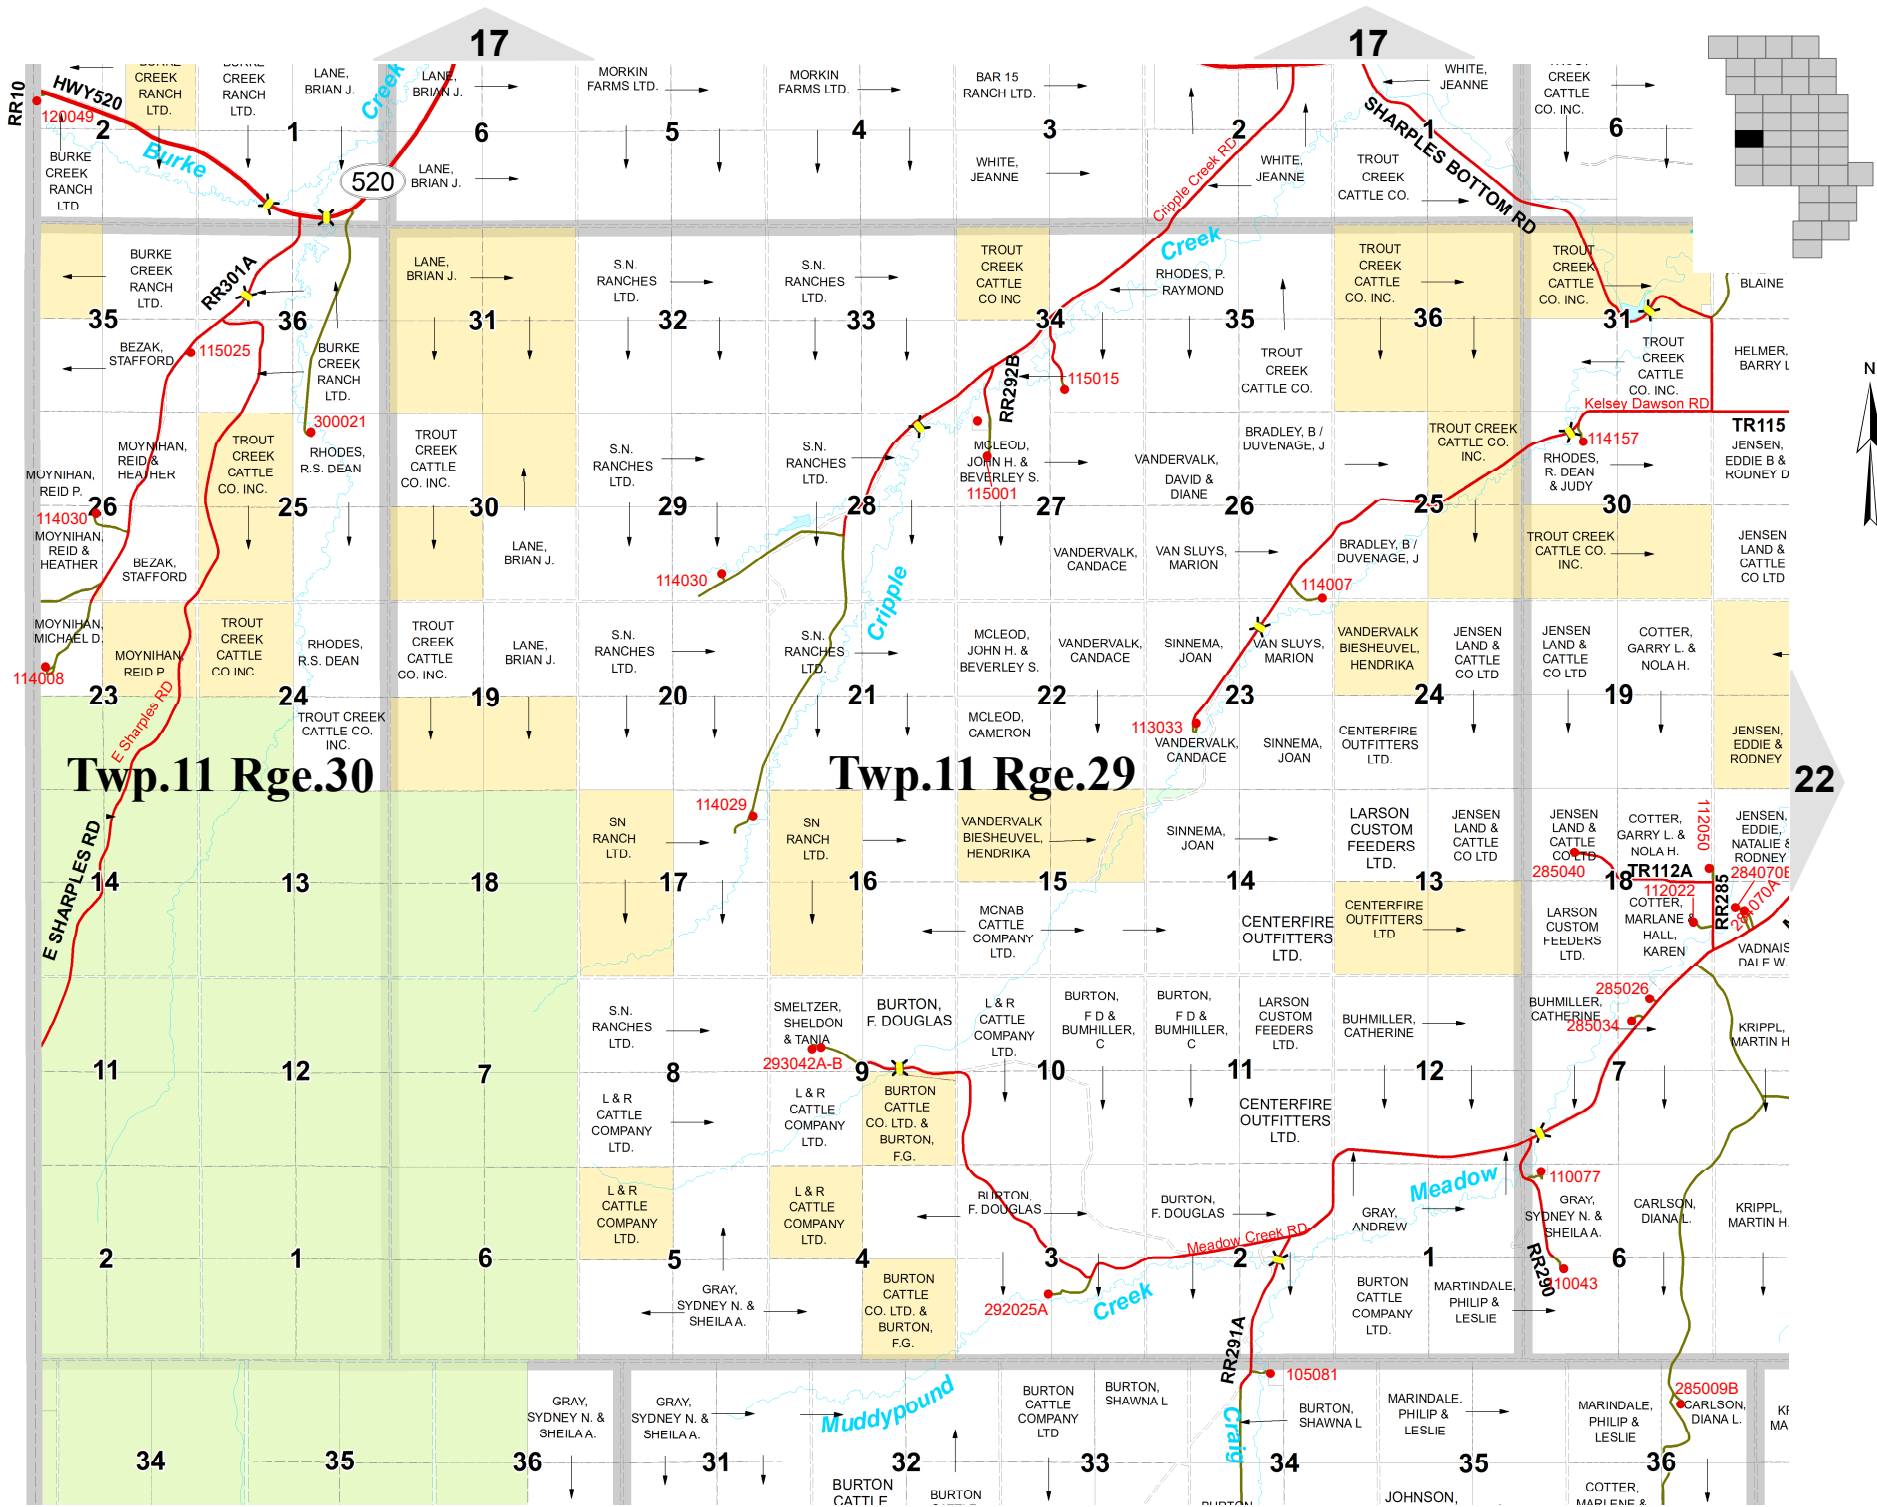 17
17
RR10
HWY520
120049
BURKE
CREEK
RANCH
LTD.
BURKE
CREEK
RANCH
LTD.
LANE,
BRIAN J.
Creek
LANE,
BRIAN J.
MORKIN
FARMS LTD.
MORKIN
FARMS LTD.
BAR 15
RANCH LTD.
WHITE,
JEANNE
TROUT
CREEK
CATTLE
CO. INC.
2
1
6
5
4
3
2
1
6
Burke
BURKE
CREEK
RANCH
LTD
520
LANE,
BRIAN J.
WHITE,
JEANNE
Cripple Creek RD
WHITE,
JEANNE
TROUT
CREEK
CATTLE CO.
SHARPLES BOTTOM RD
BURKE
CREEK
RANCH
LTD.
RR301A
LANE,
BRIAN J.
S.N.
RANCHES
LTD.
S.N.
RANCHES
LTD.
TROUT
CREEK
CATTLE
CO INC
Creek
RHODES, P.
RAYMOND
TROUT
CREEK
CATTLE
CO. INC.
TROUT
CREEK
CATTLE
CO. INC.
BLAINE
35
36
31
32
33
34
35
36
31
BEZAK,
STAFFORD
115025
BURKE
CREEK
RANCH
LTD.
RR292B
115015
TROUT
CREEK
CATTLE CO.
TROUT
CREEK
CATTLE
CO. INC.
HELMER,
BARRY L
Kelsey Dawson RD
TR115
300021
MOYNIHAN,
REID &
HEATHER
TROUT
CREEK
CATTLE
CO. INC.
RHODES,
R.S. DEAN
TROUT
CREEK
CATTLE
CO. INC.
S.N.
RANCHES
LTD.
S.N.
RANCHES
LTD.
MCLEOD,
JOHN H. &
BEVERLEY S.
115001
VANDERVALK,
DAVID &
DIANE
BRADLEY, B /
DUVENAGE, J
TROUT CREEK
CATTLE CO.
INC.
114157
RHODES,
R. DEAN
& JUDY
JENSEN,
EDDIE B &
RODNEY D
MOYNIHAN,
REID P.
114030
26
25
30
29
28
27
26
25
30
MOYNIHAN,
REID &
HEATHER
BEZAK,
STAFFORD
LANE,
BRIAN J.
114030
Cripple
VANDERVALK,
CANDACE
VAN SLUYS,
MARION
BRADLEY, B /
DUVENAGE, J
114007
TROUT CREEK
CATTLE CO.
INC.
JENSEN
LAND &
CATTLE
CO LTD
MOYNIHAN,
MICHAEL D.
114008
MOYNIHAN,
REID P
TROUT
CREEK
CATTLE
CO INC
RHODES,
R.S. DEAN
TROUT
CREEK
CATTLE
CO. INC.
LANE,
BRIAN J.
S.N.
RANCHES
LTD.
S.N.
RANCHES
LTD.
MCLEOD,
JOHN H. &
BEVERLEY S.
VANDERVALK,
CANDACE
SINNEMA,
JOAN
VAN SLUYS,
MARION
VANDERVALK
BIESHEUVEL,
HENDRIKA
JENSEN
LAND &
CATTLE
CO LTD
JENSEN
LAND &
CATTLE
CO LTD
COTTER,
GARRY L. &
NOLA H.
23
24
19
20
21
22
23
24
19
E Sharples RD
TROUT CREEK
CATTLE CO.
INC.
MCLEOD,
CAMERON
113033
VANDERVALK,
CANDACE
SINNEMA,
JOAN
CENTERFIRE
OUTFITTERS
LTD.
JENSEN,
EDDIE &
RODNEY
Twp.11 Rge.30
Twp.11 Rge.29
22
E SHARPLES RD
114029
SN
RANCH
LTD.
SN
RANCH
LTD.
VANDERVALK
BIESHEUVEL,
HENDRIKA
SINNEMA,
JOAN
LARSON
CUSTOM
FEEDERS
LTD.
JENSEN
LAND &
CATTLE
CO LTD
JENSEN
LAND &
CATTLE
CO LTD
COTTER,
GARRY L. &
NOLA H.
112050
JENSEN,
EDDIE,
NATALIE &
RODNEY
14
13
18
17
16
15
14
13
18
285040
TR112A
112022
RR285
284070B
284070A
MCNAB
CATTLE
COMPANY
LTD.
CENTERFIRE
OUTFITTERS
LTD.
CENTERFIRE
OUTFITTERS
LTD
LARSON
CUSTOM
FEEDERS
LTD.
COTTER,
MARLANE &
HALL,
KAREN
VADNAIS
DALE W.
S.N.
RANCHES
LTD.
SMELTZER,
SHELDON
& TANIA
293042A-B
BURTON,
F. DOUGLAS
L & R
CATTLE
COMPANY
LTD.
BURTON,
F D &
BUMHILLER,
C
BURTON,
F D &
BUMHILLER,
C
LARSON
CUSTOM
FEEDERS
LTD.
BUHMILLER,
CATHERINE
BUHMILLER,
CATHERINE
285026
285034
KRIPPL,
MARTIN H
11
12
7
8
9
10
11
12
7
L & R
CATTLE
COMPANY
LTD.
L & R
CATTLE
COMPANY
LTD.
BURTON
CATTLE
CO. LTD. &
BURTON,
F.G.
CENTERFIRE
OUTFITTERS
LTD.
L & R
CATTLE
COMPANY
LTD.
L & R
CATTLE
COMPANY
LTD.
BURTON,
F. DOUGLAS
BURTON,
F. DOUGLAS
Meadow
GRAY,
ANDREW
110077
GRAY,
SYDNEY N. &
SHEILA A.
CARLSON,
DIANA L.
KRIPPL,
MARTIN H.
Meadow Creek RD
2
1
6
5
4
3
2
1
6
RR290
110043
GRAY,
SYDNEY N. &
SHEILA A.
BURTON
CATTLE
CO. LTD. &
BURTON,
F.G.
292025A
Creek
BURTON
CATTLE
COMPANY
LTD.
MARTINDALE,
PHILIP &
LESLIE
RR291A
105081
GRAY,
SYDNEY N. &
SHEILA A.
GRAY,
SYDNEY N. &
SHEILA A.
Muddypound
BURTON
CATTLE
COMPANY
LTD
BURTON,
SHAWNA L
Craig
BURTON,
SHAWNA L
MARINDALE.
PHILIP &
LESLIE
MARINDALE,
PHILIP &
LESLIE
285009B
CARLSON,
DIANA L.
34
35
36
31
32
33
34
35
36
BURTON
CATTLE
BURTON
JOHNSON,
COTTER,
MARLENE &
N